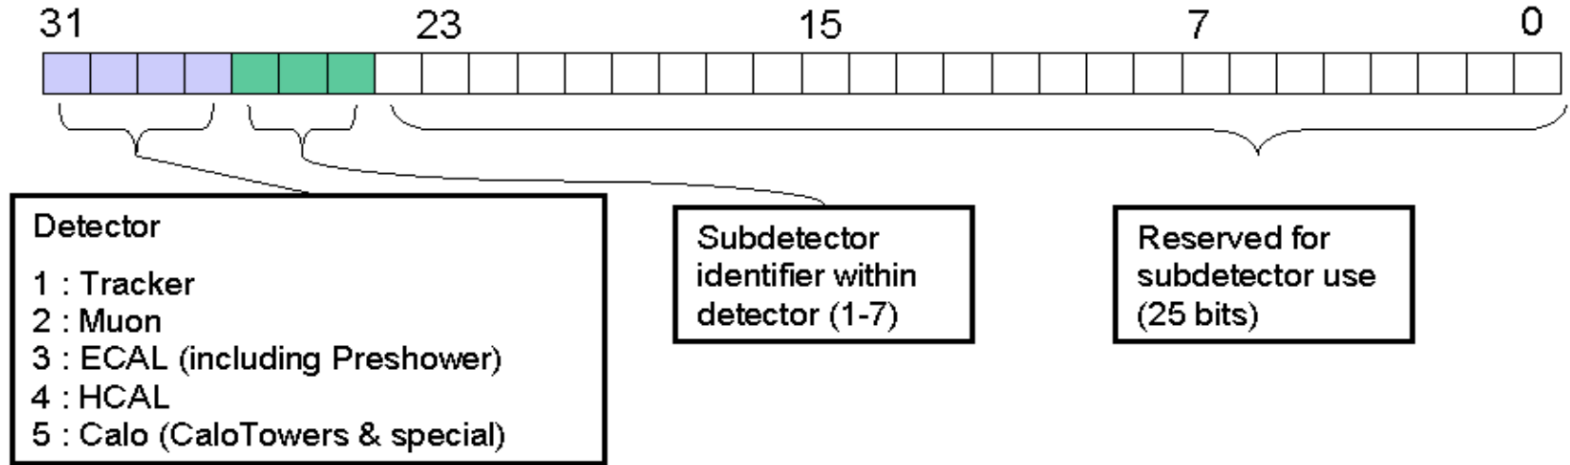 31 23 15 7 0
Detector
1 : Tracker
2 : Muon
3 : ECAL (including Preshower)
4 : HCAL
5 : Calo (CaloTowers & special)
Subdetector
identifier within
detector (1-7)
Reserved for
subdetector use
(25 bits)